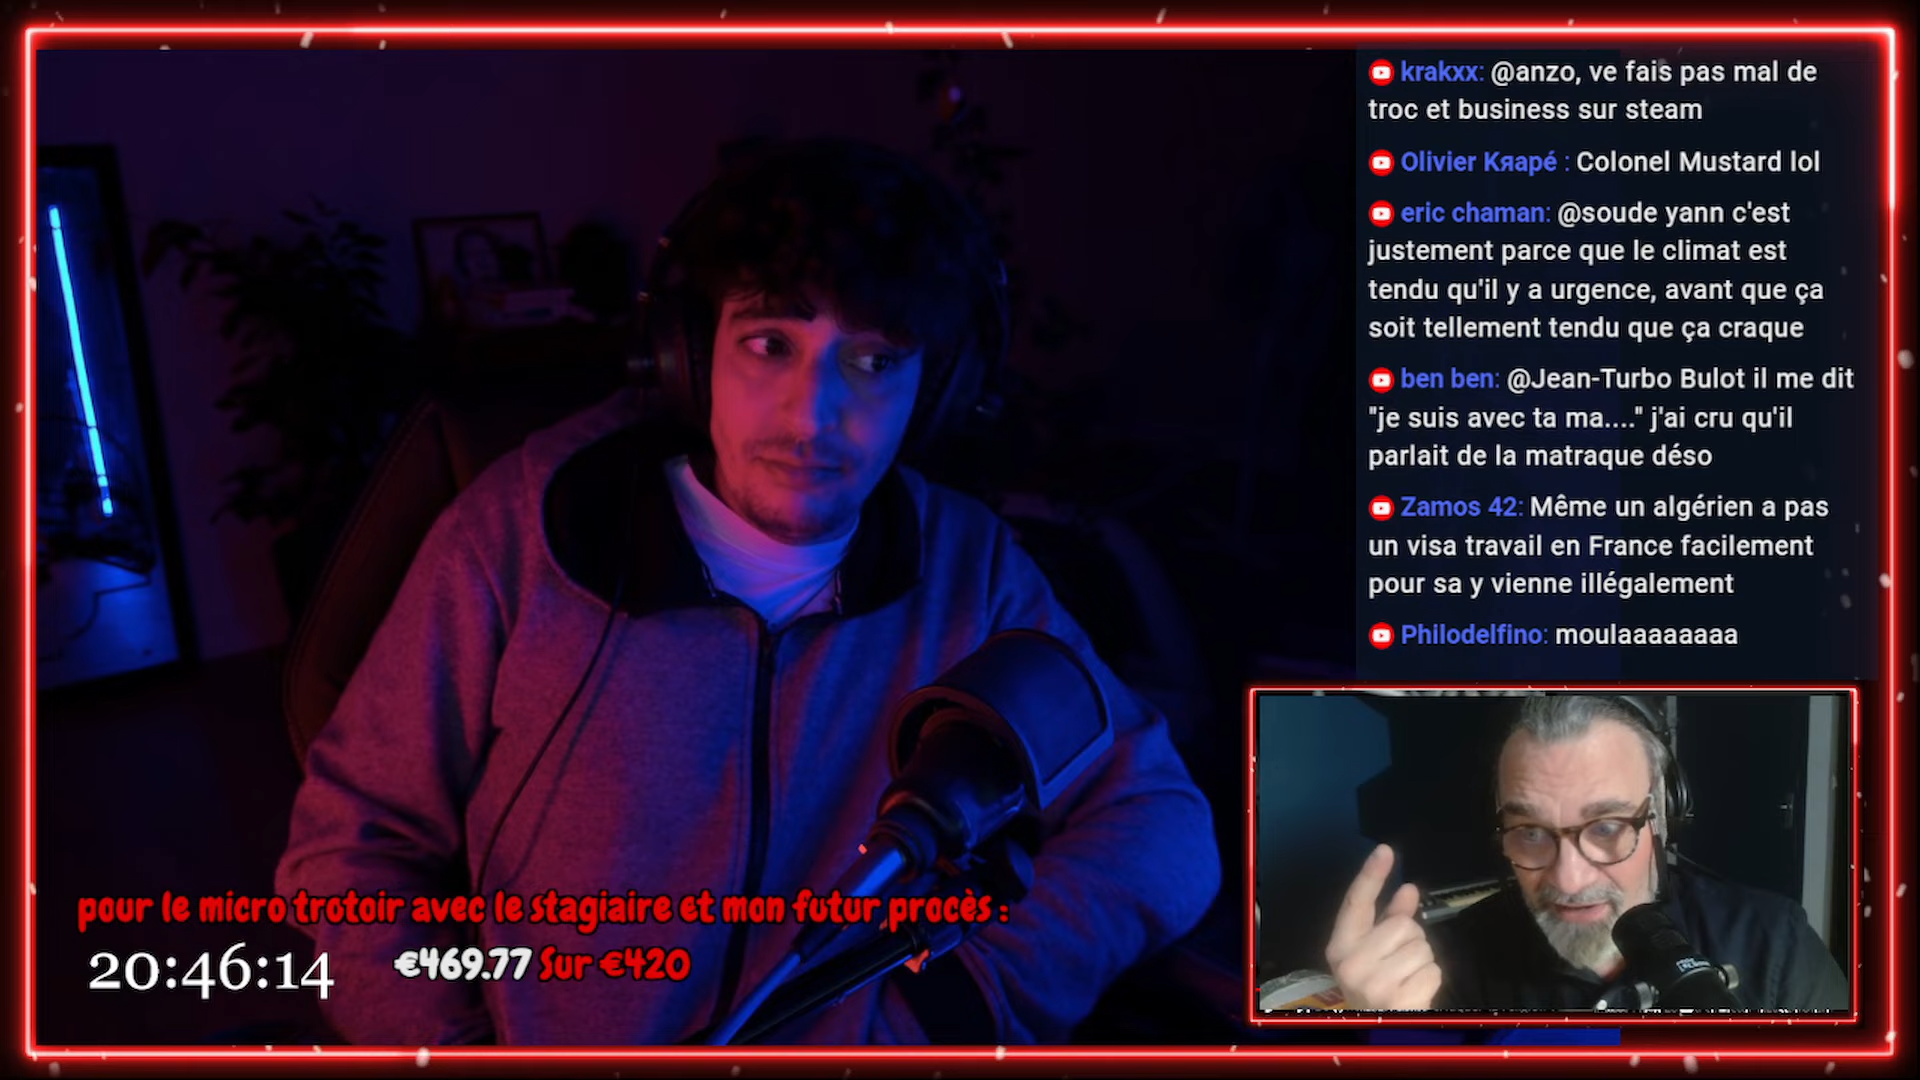 krakxx: @anzo, ve fais pas mal de
troc et business sur steam
Olivier Kяapé : Colonel Mustard lol
eric chaman: @soude yann c'est
justement parce que le climat est
tendu qu'il y a urgence, avant que ça
soit tellement tendu que ça craque
ben ben: @Jean-Turbo Bulot il me dit
"je suis avec ta ma...." j'ai cru qu'il
parlait de la matraque déso
Zamos 42: Même un algérien a pas
un visa travail en France facilement
pour sa y vienne illégalement
Philodelfino: moulaaaaaaaa
pour le micro trotoir avec le stagiaire et mon futur procès :
20:46:14
€469.77 Sur €420